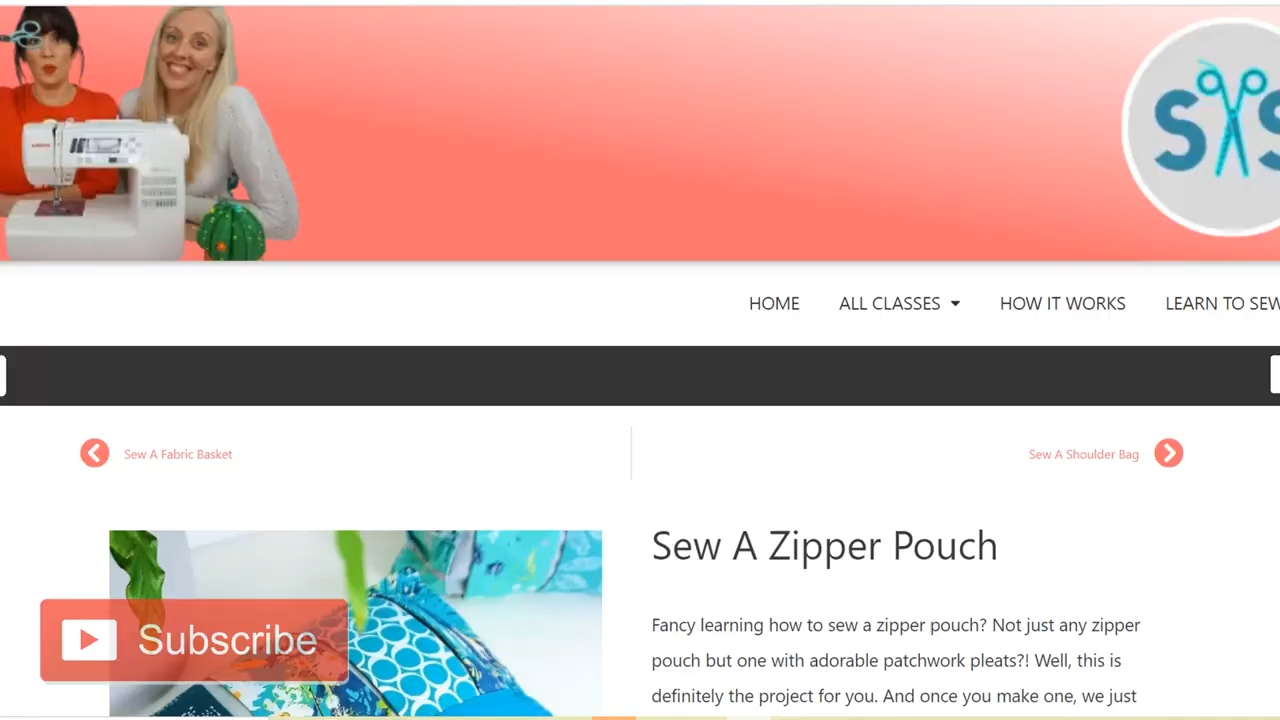 S S
HOME ALL CLASSES HOW IT WORKS LEARN TO SEW
Sew A Fabric Basket
Sew A Shoulder Bag
Sew A Zipper Pouch
Fancy learning how to sew a zipper pouch? Not just any zipper
pouch but one with adorable patchwork pleats?! Well, this is
definitely the project for you. And once you make one, we just
Subscribe